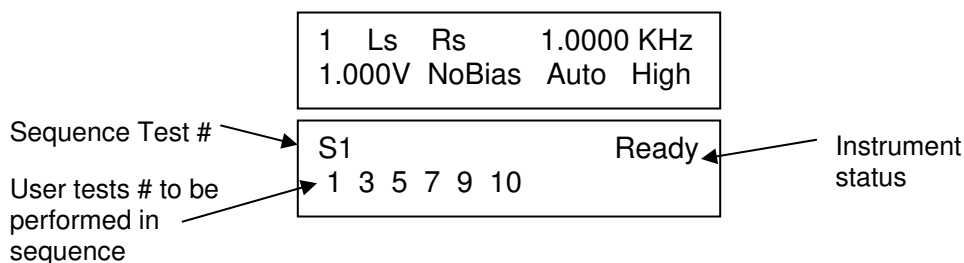 1 Ls Rs 1.0000 KHz
1.000V NoBias Auto High
Sequence Test #
S1 Ready
Instrument
status
1 3 5 7 9 10
User tests # to be
performed in
sequence